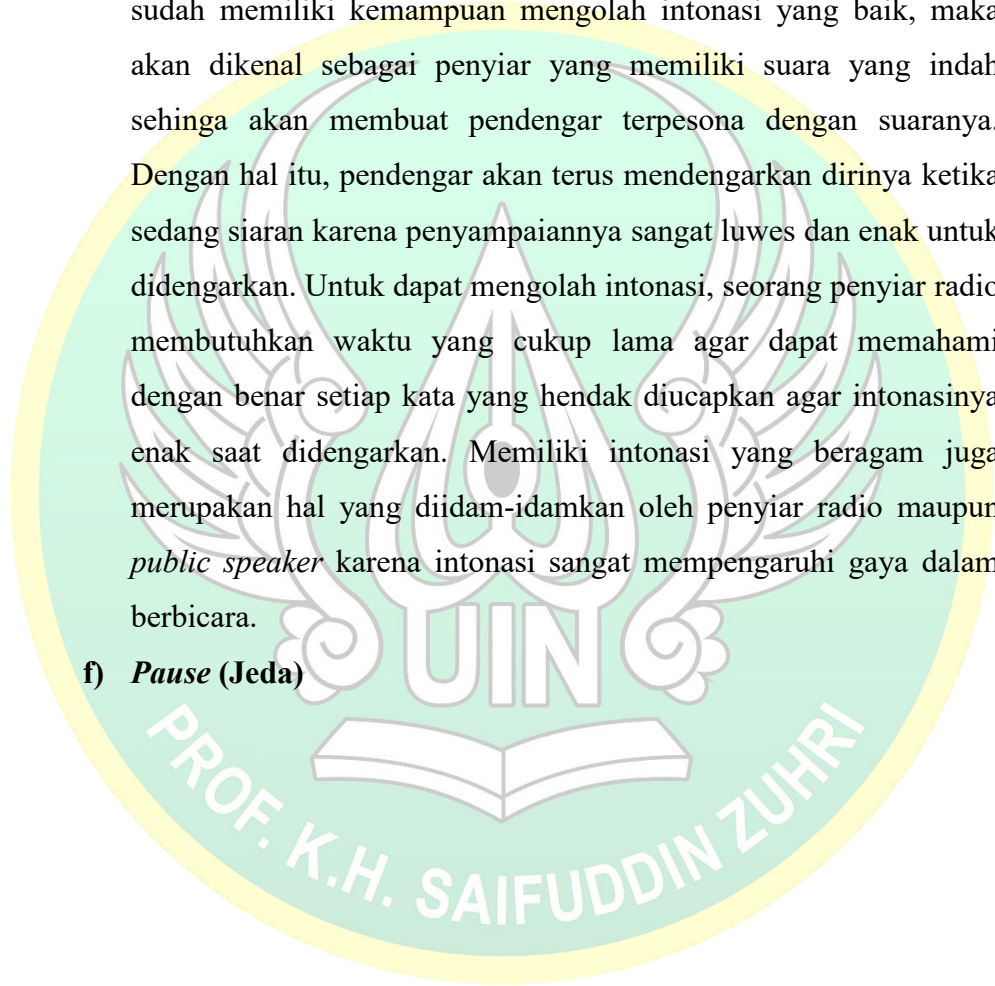 sudah memiliki kemampuan mengolah intonasi yang baik, maka
akan dikenal sebagai penyiar yang memiliki suara yang indah
sehinga akan membuat pendengar terpesona dengan suaranya.
Dengan hal itu, pendengar akan terus mendengarkan dirinya ketika
sedang siaran karena penyampaiannya sangat luwes dan enak untuk
didengarkan. Untuk dapat mengolah intonasi, seorang penyiar radio
membutuhkan waktu yang cukup lama agar dapat memahami
dengan benar setiap kata yang hendak diucapkan agar intonasinya
enak saat didengarkan. Memiliki intonasi yang beragam juga
merupakan hal yang diidam-idamkan oleh penyiar radio maupun
public speaker karena intonasi sangat mempengaruhi gaya dalam
berbicara.
f) Pause (Jeda)
UIN
PROF. K.H. SAIFUDDIN ZUHRI